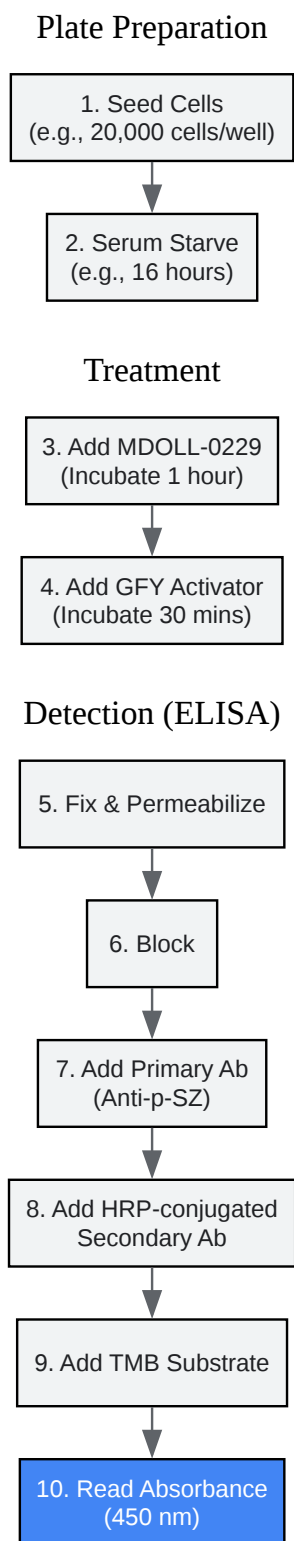 Plate Preparation
1. Seed Cells
(e.g., 20,000 cells/well)
2. Serum Starve
(e.g., 16 hours)
Treatment
3. Add MDOLL-0229
(Incubate 1 hour)
4. Add GFY Activator
(Incubate 30 mins)
Detection (ELISA)
5. Fix & Permeabilize
6. Block
7. Add Primary Ab
(Anti-p-SZ)
8. Add HRP-conjugated
Secondary Ab
9. Add TMB Substrate
10. Read Absorbance
(450 nm)